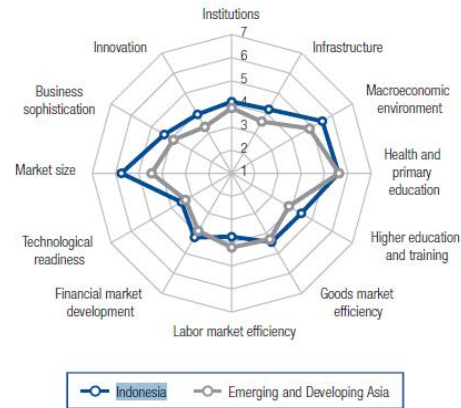 Institutions
Infrastructure
Macroeconomic
environment
Health and
primary
education
Higher education
and training
Goods market
efficiency
Labor market efficiency
Financial market
development
Technological
readiness
Market size
Business
sophistication
Innovation
7
6
5
4
3
2
1
Indonesia
Emerging and Developing Asia